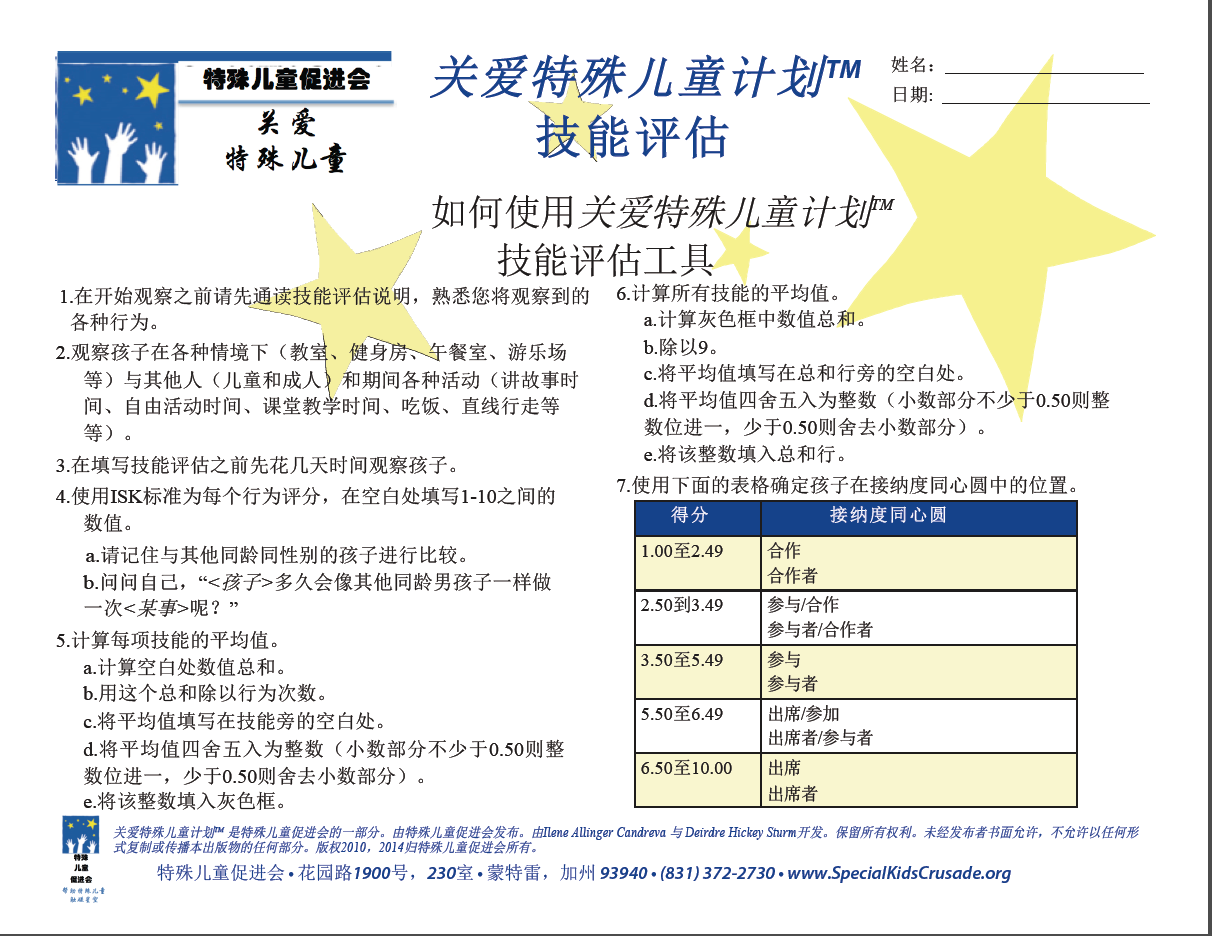 特殊儿童促进会
关 爱
特 殊 儿 童
关爱特殊儿童计划™
技能评估
姓名：
日期:
如何使用关爱特殊儿童计划™
技能评估工具
1.在开始观察之前请先通读技能评估说明，熟悉您将观察到的
各种行为。
2.观察孩子在各种情境下（教室、健身房、午餐室、游乐场
等）与其他人（儿童和成人）和期间各种活动（讲故事时
间、自由活动时间、课堂教学时间、吃饭、直线行走等
等）。
3.在填写技能评估之前先花几天时间观察孩子。
4.使用ISK标准为每个行为评分，在空白处填写1-10之间的
数值。
a.请记住与其他同龄同性别的孩子进行比较。
b.问问自己，“<孩子>多久会像其他同龄男孩子一样做
一次<某事>呢？”
5.计算每项技能的平均值。
a.计算空白处数值总和。
b.用这个总和除以行为次数。
c.将平均值填写在技能旁的空白处。
d.将平均值四舍五入为整数（小数部分不少于0.50则整
数位进一，少于0.50则舍去小数部分）。
e.将该整数填入灰色框。
6.计算所有技能的平均值。
a.计算灰色框中数值总和。
b.除以9。
c.将平均值填写在总和行旁的空白处。
d.将平均值四舍五入为整数（小数部分不少于0.50则整
数位进一，少于0.50则舍去小数部分）。
e.将该整数填入总和行。
7.使用下面的表格确定孩子在接纳度同心圆中的位置。
得分 接纳度同心圆
1.00至2.49 合作
合作者
2.50到3.49 参与/合作
参与者/合作者
3.50至5.49 参与
参与者
5.50至6.49 出席/参加
出席者/参与者
6.50至10.00 出席
出席者
特殊
儿童
促进会
帮助特殊儿童
关爱特殊儿童计划™ 是特殊儿童促进会的一部分。由特殊儿童促进会发布。由Ilene Allinger Candreva 与 Deirdre Hickey Sturm开发。保留所有权利。未经发布者书面允许，不允许以任何形
式复制或传播本出版物的任何部分。版权2010，2014归特殊儿童促进会所有。
特殊儿童促进会 • 花园路1900号，230室 • 蒙特雷，加州 93940 • (831) 372-2730 • www.SpecialKidsCrusade.org